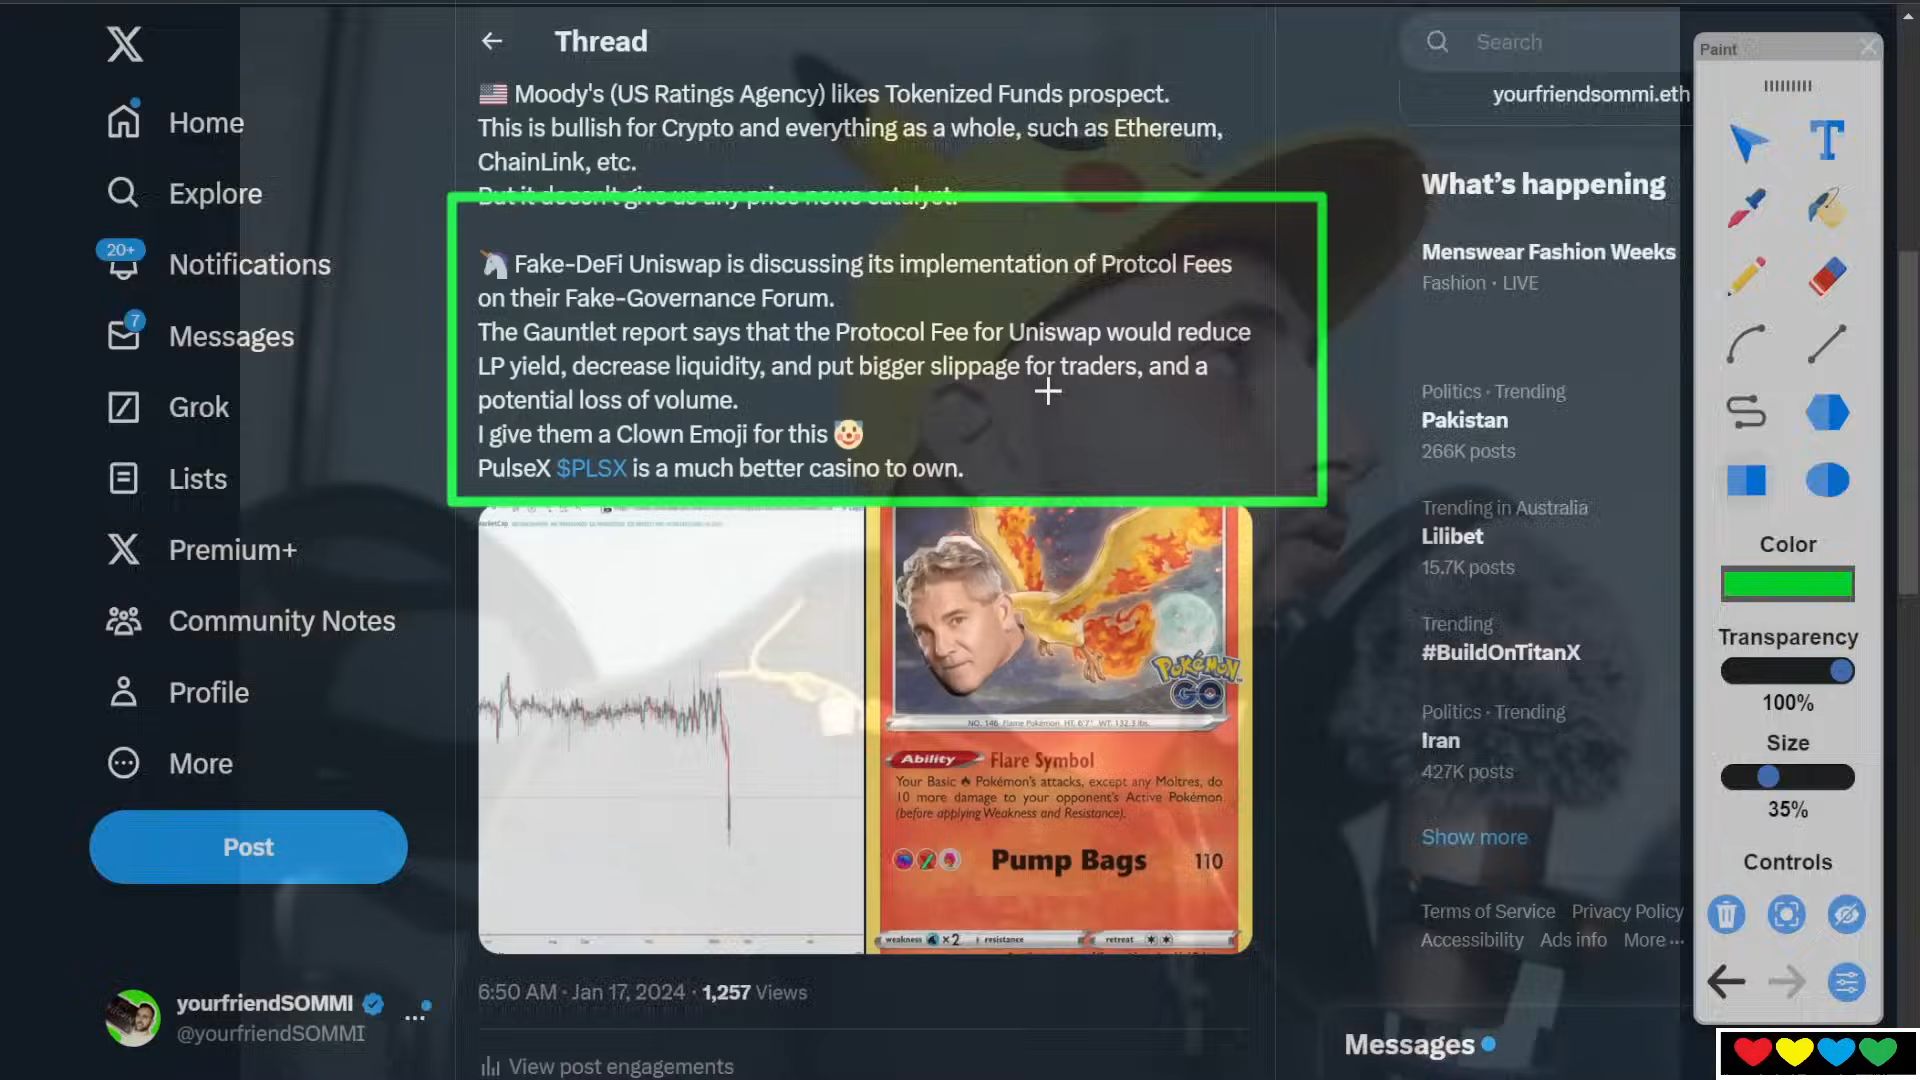 Home
Explore
20+
Notifications
7
Messages
Grok
Lists
Premium+
Community Notes
Profile
More
Post
yourfriendSOMMI
@yourfriendSOMMI
Thread
Moody's (US Ratings Agency) likes Tokenized Funds prospect.
This is bullish for Crypto and everything as a whole, such as Ethereum,
ChainLink, etc.
But it doesn't give us any price news catalyst.
Fake-DeFi Uniswap is discussing its implementation of Protcol Fees
on their Fake-Governance Forum.
The Gauntlet report says that the Protocol Fee for Uniswap would reduce
LP yield, decrease liquidity, and put bigger slippage for traders, and a
potential loss of volume.
I give them a Clown Emoji for this 🤡
PulseX $PLSX is a much better casino to own.
POKÉMON
GO
NO. 146 Flame Pokémon. HT. 6'7" WT. 132.3 lbs.
Ability Flare Symbol
Your Basic Pokémon's attacks, except any Moltres, do
10 more damage to your opponent's Active Pokémon
(before applying Weakness and Resistance).
Pump Bags 110
weakness ×2 resistance retreat
6:50 AM · Jan 17, 2024 · 1,257 Views
View post engagements
Search
yourfriendsommi.eth
What's happening
Menswear Fashion Weeks
Fashion · LIVE
Politics · Trending
Pakistan
266K posts
Trending in Australia
Lilibet
15.7K posts
Trending
#BuildOnTitanX
Politics · Trending
Iran
427K posts
Show more
Terms of Service Privacy Policy
Accessibility Ads info More ...
Messages
Paint
T
Color
Transparency
100%
Size
35%
Controls